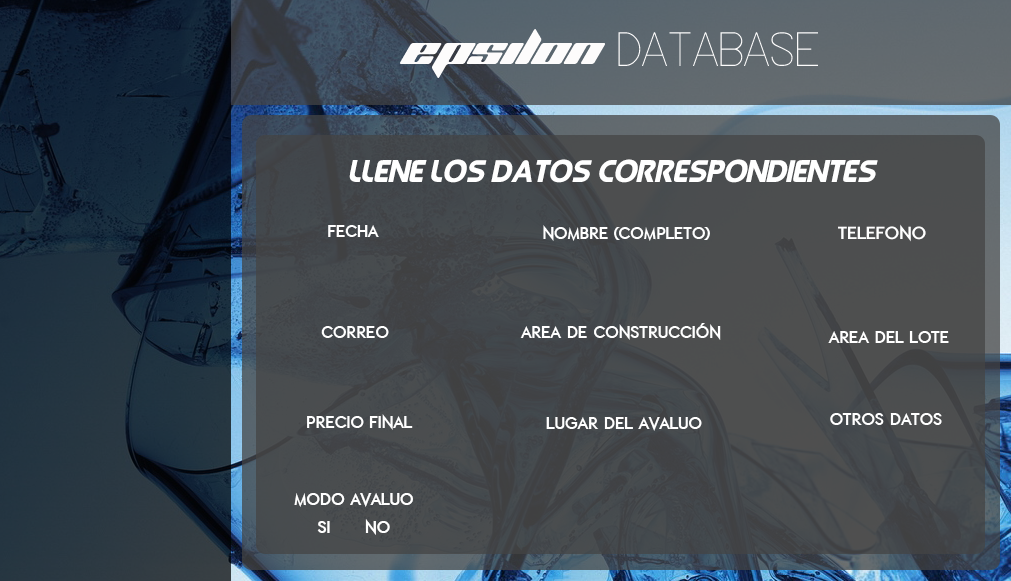 epsilon DATABASE
LLENE LOS DATOS CORRESPONDIENTES
FECHA
NOMBRE (COMPLETO)
TELEFONO
CORREO
AREA DE CONSTRUCCIÓN
AREA DEL LOTE
PRECIO FINAL
LUGAR DEL AVALUO
OTROS DATOS
MODO AVALUO
SI NO